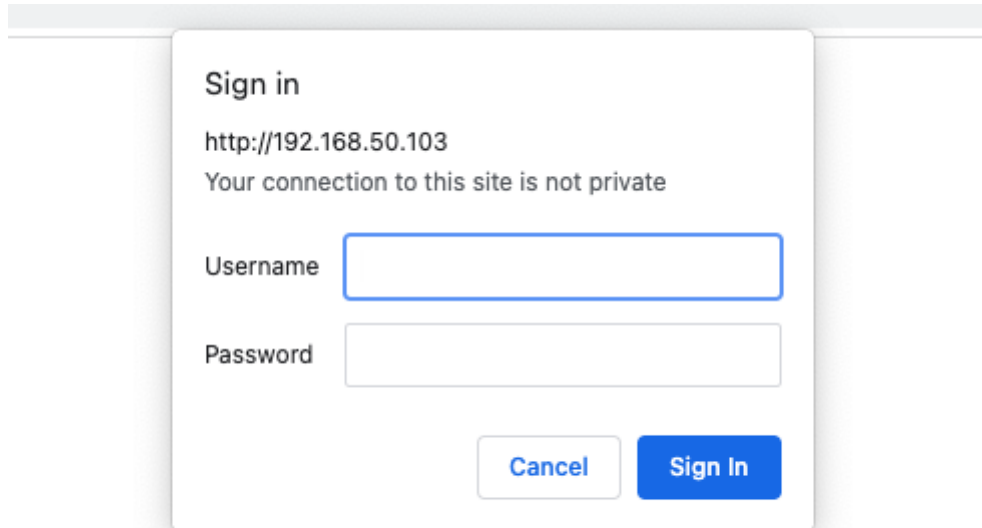 Sign in
http://192.168.50.103
Your connection to this site is not private
Username
Password
Cancel Sign In